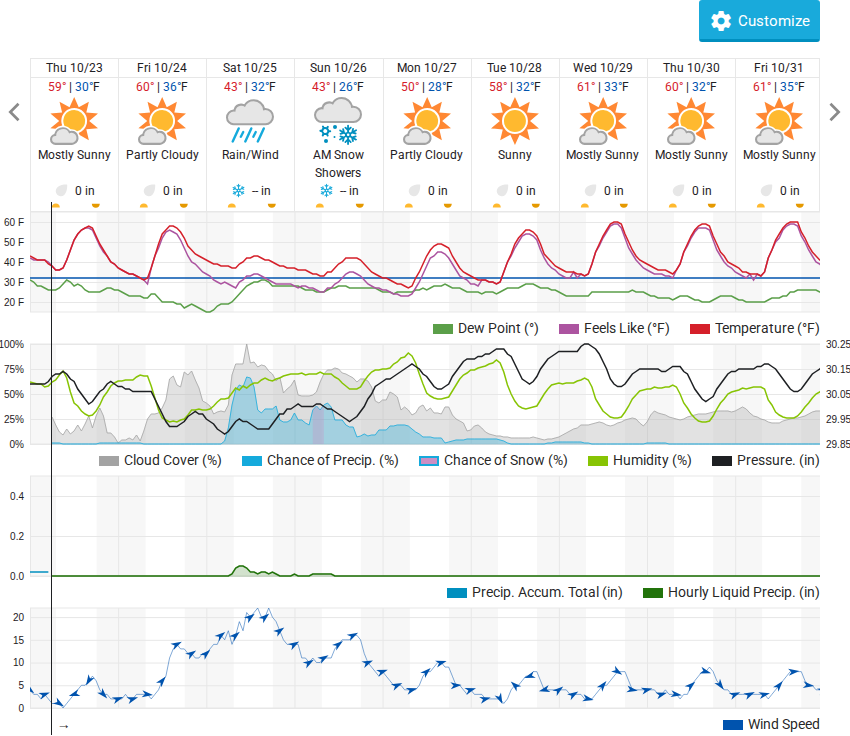 Customize
Thu 10/23 Fri 10/24 Sat 10/25 Sun 10/26 Mon 10/27 Tue 10/28 Wed 10/29 Thu 10/30 Fri 10/31
59° | 30°F 60° | 36°F 43° | 32°F 43° | 26°F 50° | 28°F 58° | 32°F 61° | 33°F 60° | 32°F 61° | 35°F
Mostly Sunny Partly Cloudy Rain/Wind AM Snow Showers Partly Cloudy Sunny Mostly Sunny Mostly Sunny Mostly Sunny
0 in 0 in -- in -- in 0 in 0 in 0 in 0 in 0 in
60 F
50 F
40 F
30 F
20 F
Dew Point (°) Feels Like (°F) Temperature (°F)
100% 30.25
75% 30.15
50% 30.05
25% 29.95
0% 29.85
Cloud Cover (%) Chance of Precip. (%) Chance of Snow (%) Humidity (%) Pressure. (in)
0.4
0.2
0.0
Precip. Accum. Total (in) Hourly Liquid Precip. (in)
20
15
10
5
0
→
Wind Speed